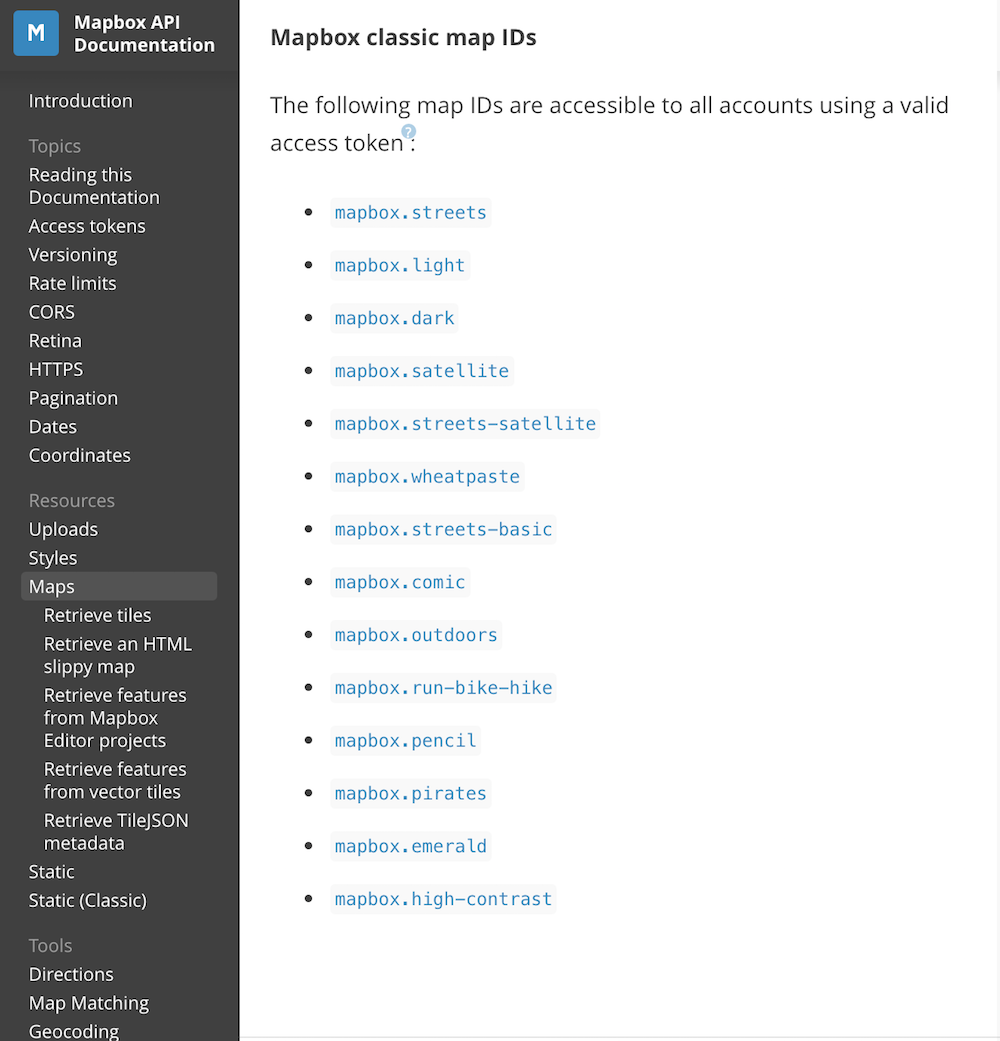 M
Mapbox API
Documentation
Introduction
Topics
Reading this
Documentation
Access tokens
Versioning
Rate limits
CORS
Retina
HTTPS
Pagination
Dates
Coordinates
Resources
Uploads
Styles
Maps
Retrieve tiles
Retrieve an HTML
slippy map
Retrieve features
from Mapbox
Editor projects
Retrieve features
from vector tiles
Retrieve TileJSON
metadata
Static
Static (Classic)
Tools
Directions
Map Matching
Geocoding
Mapbox classic map IDs
The following map IDs are accessible to all accounts using a valid
access token ?:
• mapbox.streets
• mapbox.light
• mapbox.dark
• mapbox.satellite
• mapbox.streets-satellite
• mapbox.wheatpaste
• mapbox.streets-basic
• mapbox.comic
• mapbox.outdoors
• mapbox.run-bike-hike
• mapbox.pencil
• mapbox.pirates
• mapbox.emerald
• mapbox.high-contrast